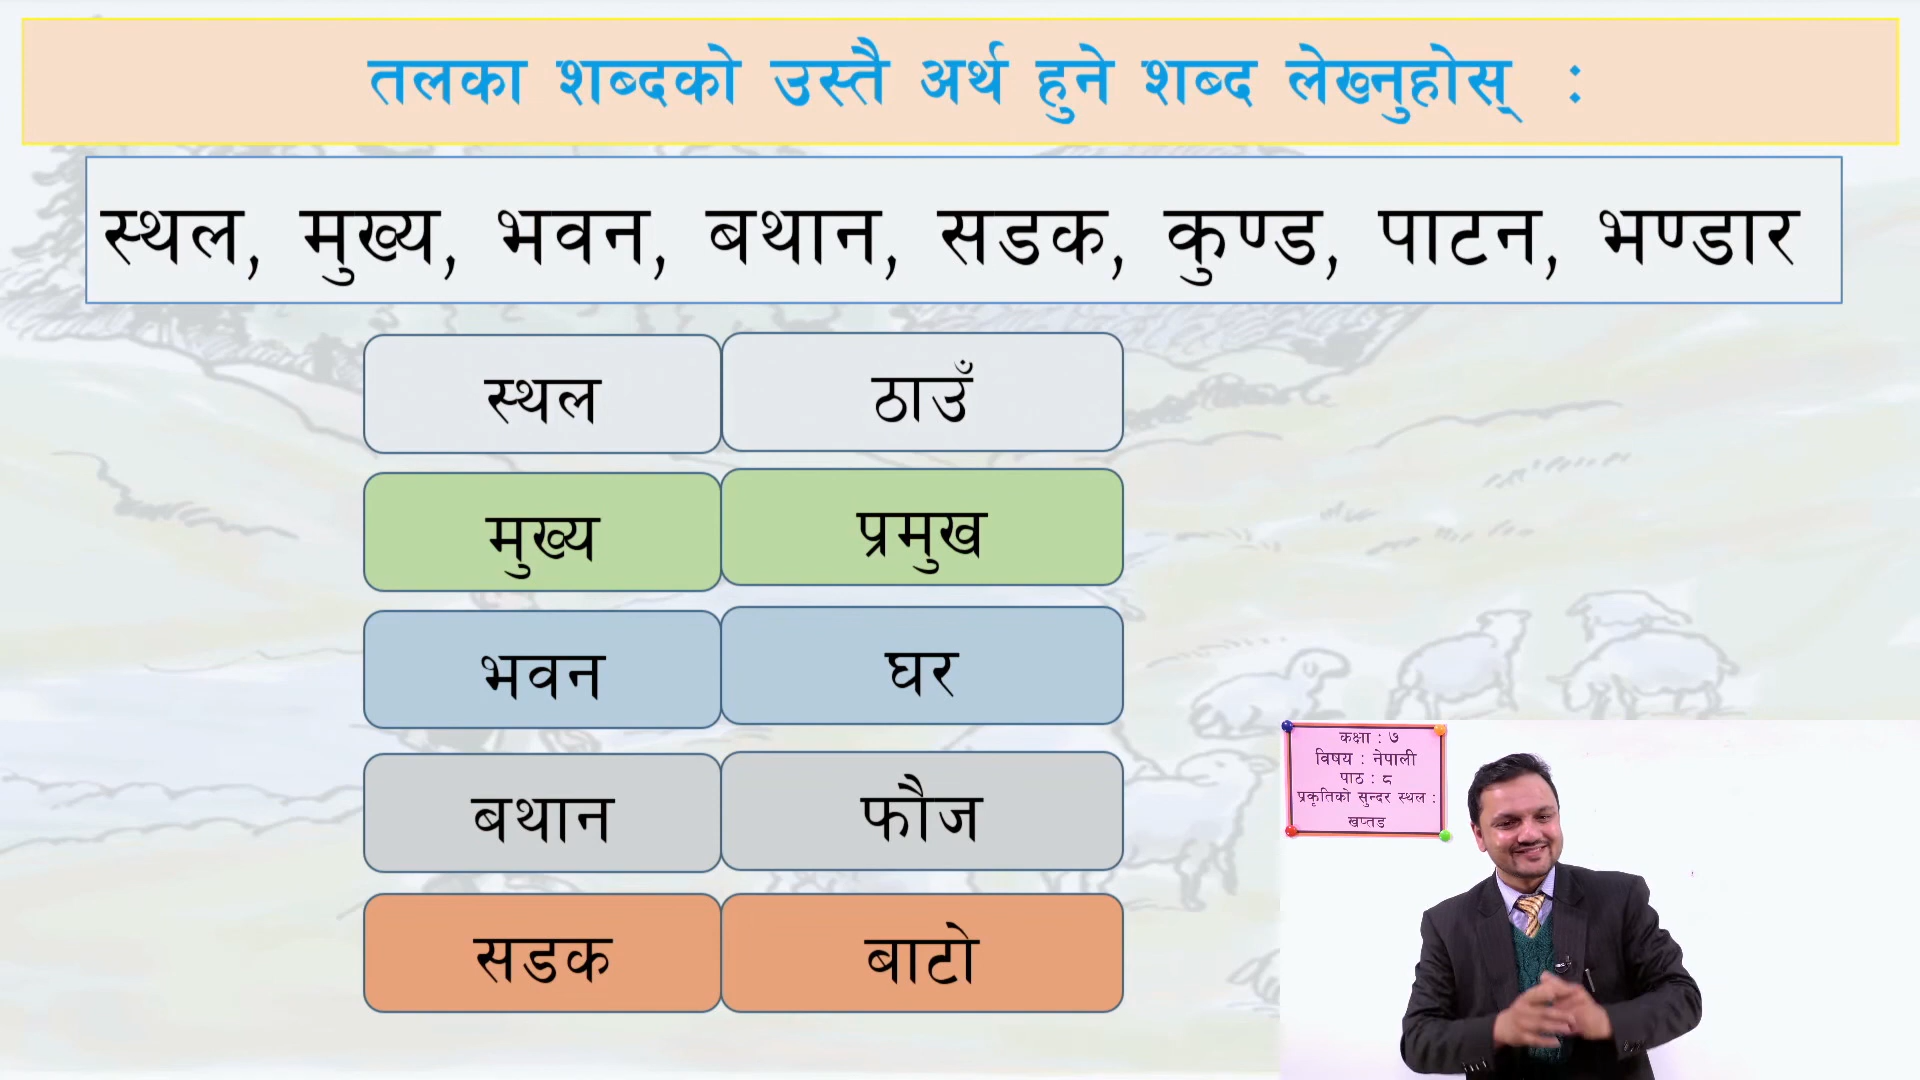 तलका शब्दको उस्तै अर्थ हुने शब्द लेख्नुहोस् :
स्थल, मुख्य, भवन, बथान, सडक, कुण्ड, पाटन, भण्डार
स्थल ठाउँ
मुख्य प्रमुख
भवन घर
बथान फौज
सडक बाटो
कक्षा : ७
विषय : नेपाली
पाठ : ८
प्रकृतिको सुन्दर स्थल :
खप्तड